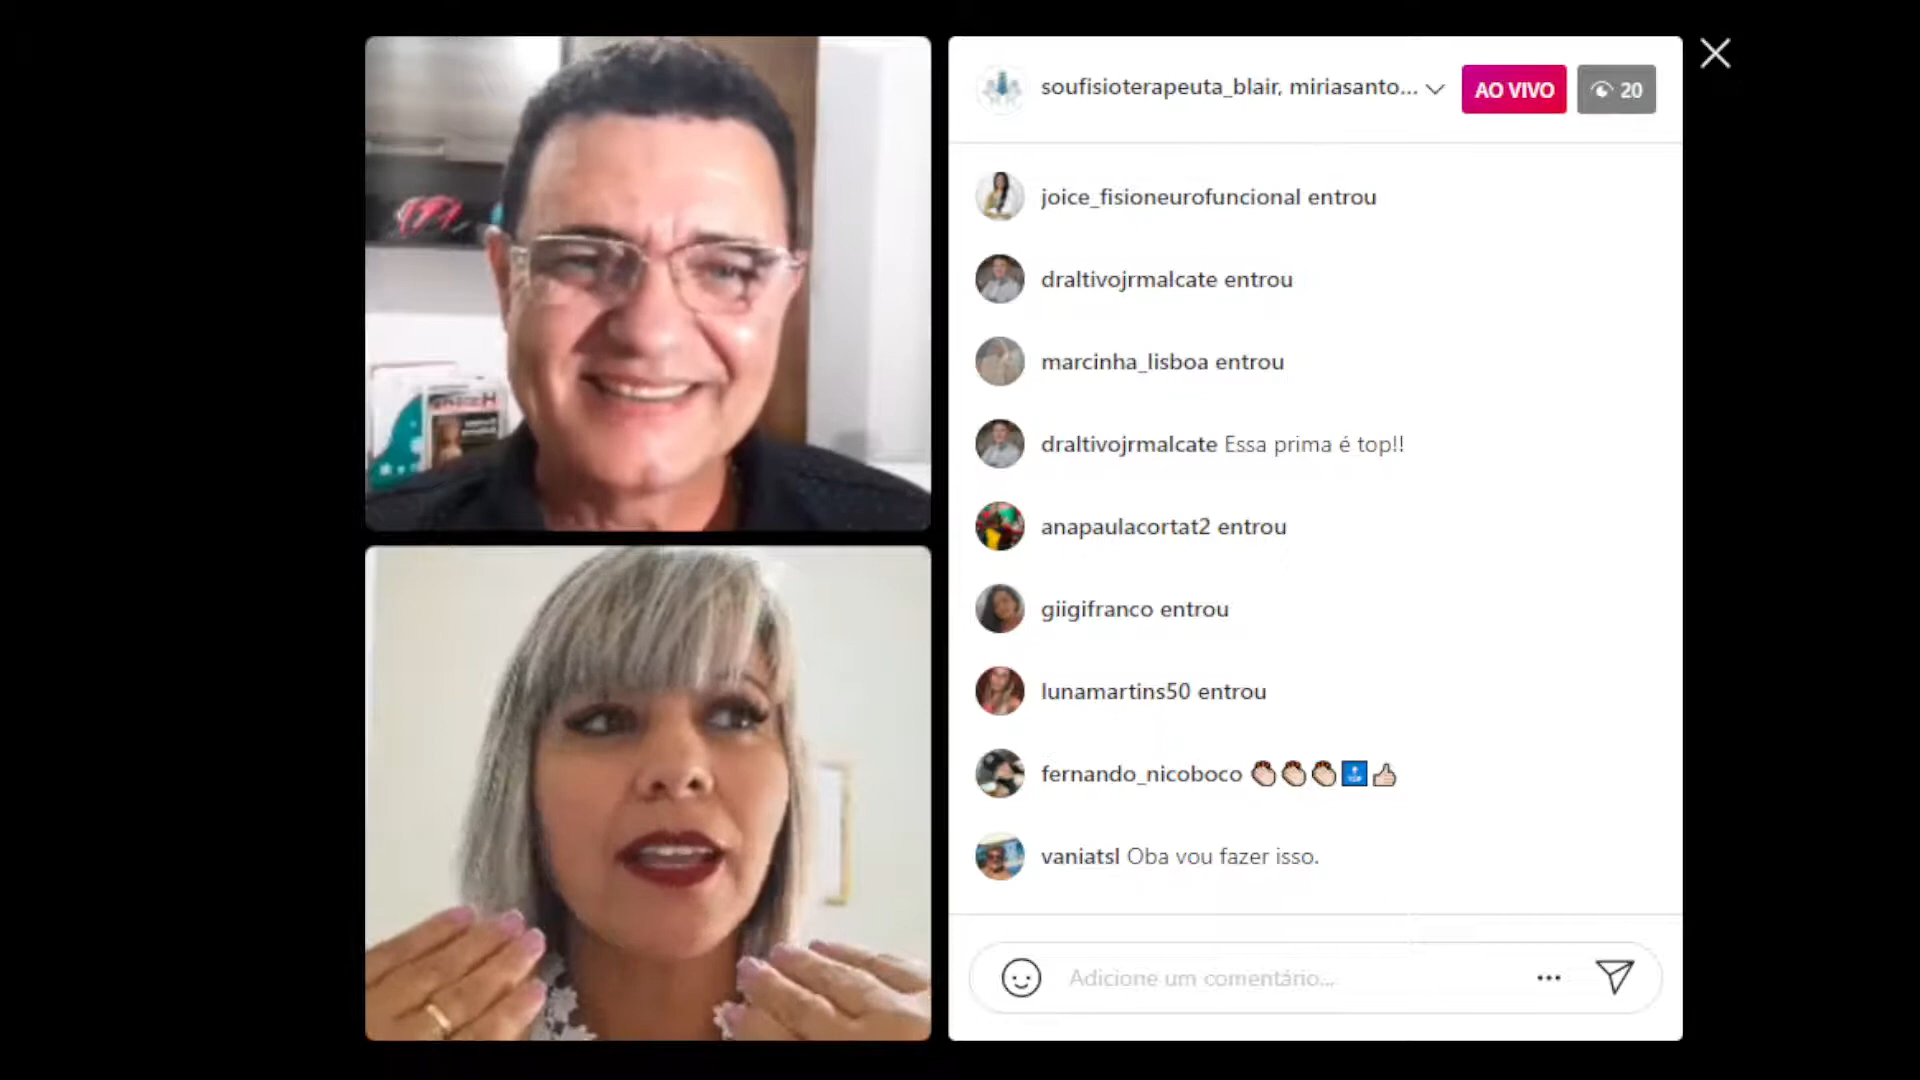 soufisioterapeuta_blair, miriasanto...
AO VIVO
20
joice_fisioneurofuncional entrou
draltivojrmalcate entrou
marcinha_lisboa entrou
draltivojrmalcate Essa prima é top!!
anapaulacortat2 entrou
giigifranco entrou
lunamartins50 entrou
fernando_nicoboco 👏🏻👏🏻👏🏻🔝👍🏻
vaniatsl Oba vou fazer isso.
Adicione um comentário...